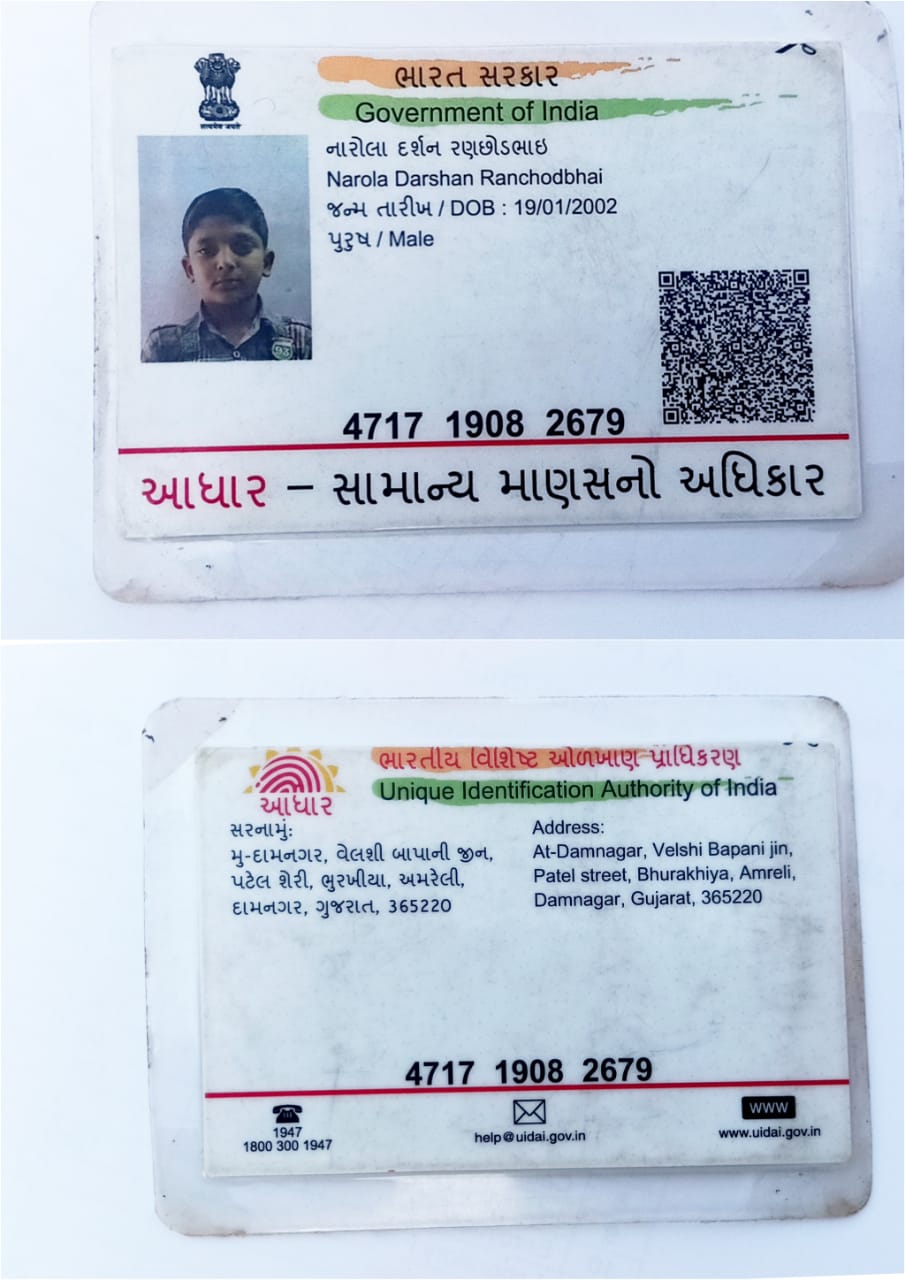 सत्यमेव जयते
ભારત સરકાર
Government of India
નારોલા દર્શન રણછોડભાઇ
Narola Darshan Ranchodbhai
જન્મ તારીખ / DOB : 19/01/2002
પુરુષ / Male
4717 1908 2679
આધાર – સામાન્ય માણસનો અધિકાર
ભારતીય વિશિષ્ટ ઓળખાણ પ્રાધિકરણ
Unique Identification Authority of India
આધાર
સરનામું:
મુ-દામનગર, વેલશી બાપાની જીન,
પટેલ શેરી, ભુરખીયા, અમરેલી,
દામનગર, ગુજરાત, 365220
Address:
At-Damnagar, Velshi Bapani jin,
Patel street, Bhurakhiya, Amreli,
Damnagar, Gujarat, 365220
4717 1908 2679
1947
1800 300 1947
help@uidai.gov.in
www
www.uidai.gov.in